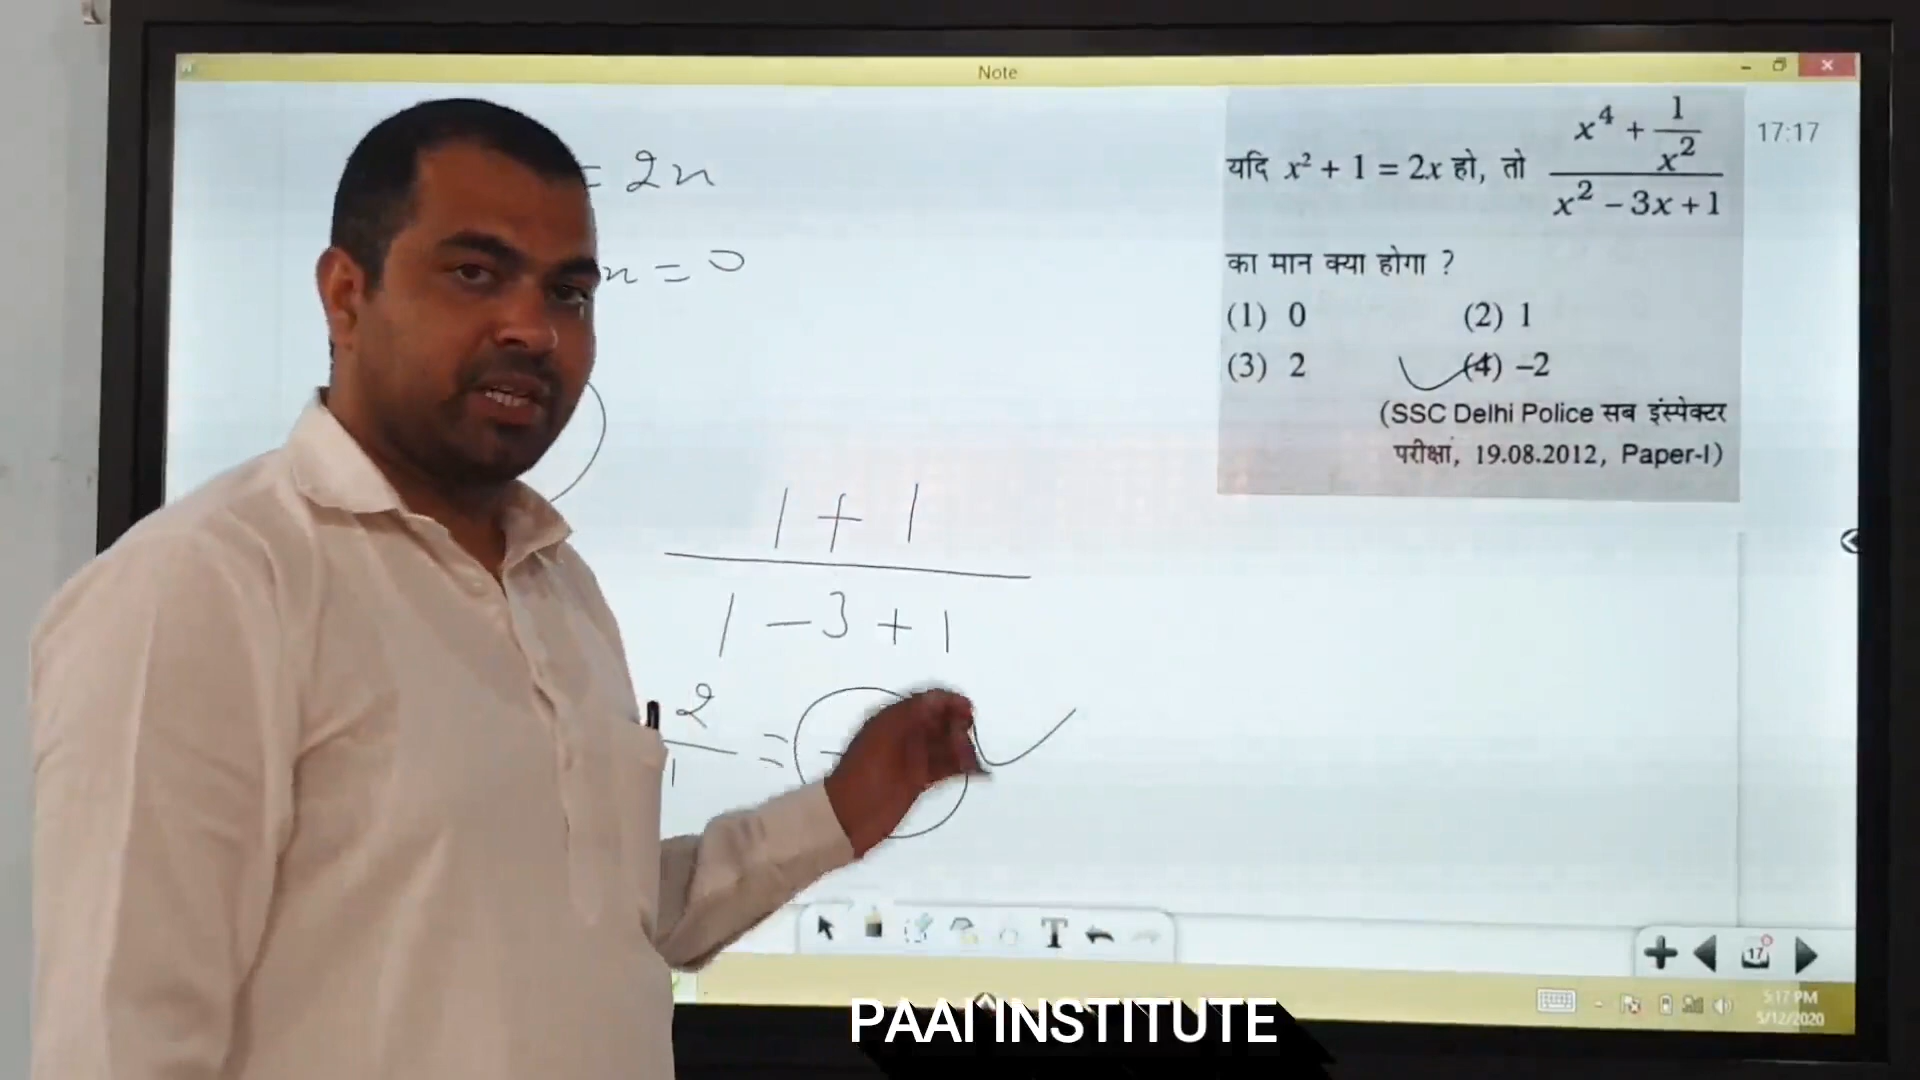 Note
= 2x
x = 0
1 + 1
1 - 3 + 1
2
1
=
यदि x² + 1 = 2x हो, तो (x⁴ + 1/x²)/(x² - 3x + 1)
का मान क्या होगा ?
(1) 0 (2) 1
(3) 2 (4) -2
(SSC Delhi Police सब इंस्पेक्टर
परीक्षा, 19.08.2012, Paper-I)
17:17
T
17
5:17 PM
5/12/2020
PAAI INSTITUTE